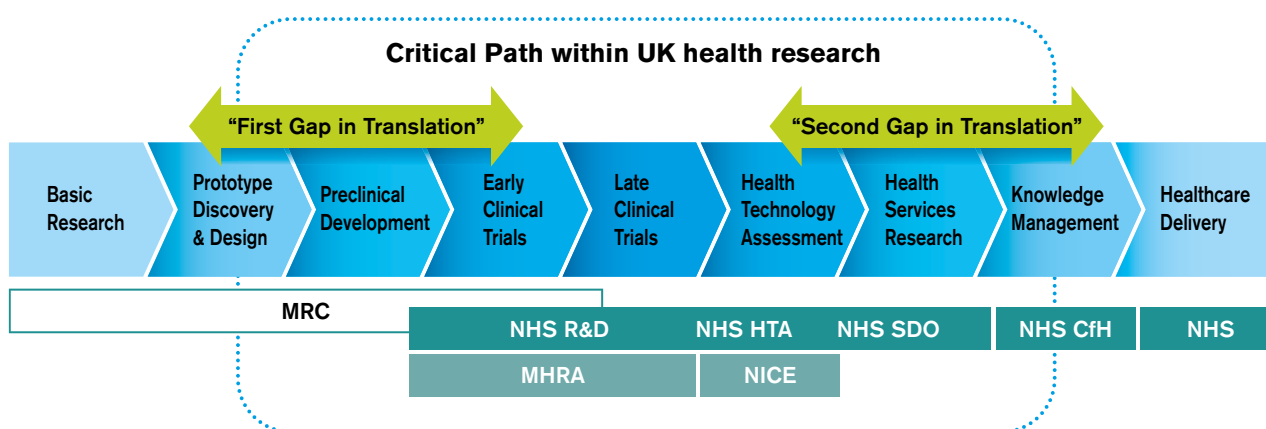 Critical Path within UK health research
“First Gap in Translation”
“Second Gap in Translation”
Basic
Research
Prototype
Discovery
& Design
Preclinical
Development
Early
Clinical
Trials
Late
Clinical
Trials
Health
Technology
Assessment
Health
Services
Research
Knowledge
Management
Healthcare
Delivery
MRC
NHS R&D
NHS HTA
NHS SDO
NHS CfH
NHS
MHRA
NICE